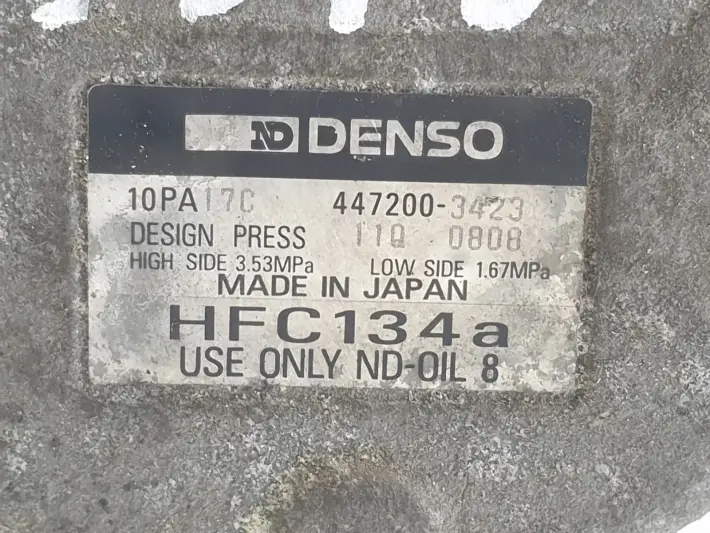 ND DENSO
10PA17C 447200-3423
DESIGN PRESS 11Q 0808
HIGH SIDE 3.53MPa LOW SIDE 1.67MPa
MADE IN JAPAN
HFC134a
USE ONLY ND-OIL 8